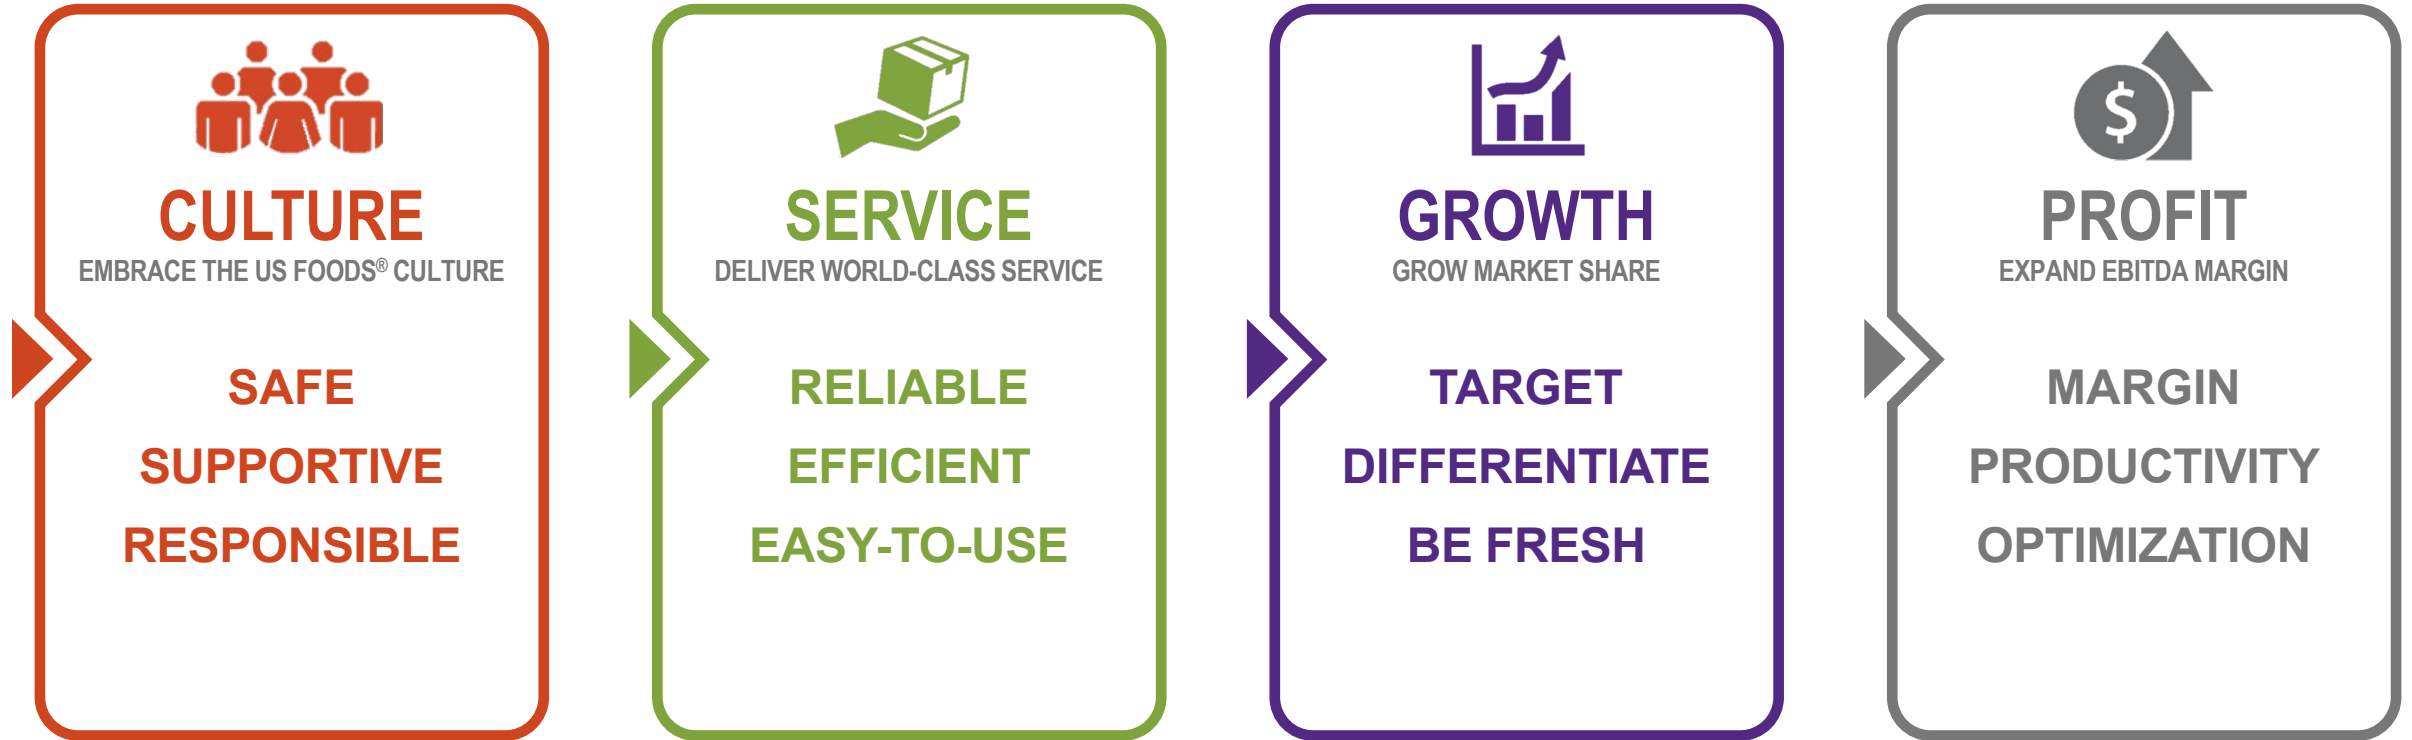 CULTURE
EMBRACE THE US FOODS® CULTURE
SAFE
SUPPORTIVE
RESPONSIBLE
SERVICE
DELIVER WORLD-CLASS SERVICE
RELIABLE
EFFICIENT
EASY-TO-USE
GROWTH
GROW MARKET SHARE
TARGET
DIFFERENTIATE
BE FRESH
$
PROFIT
EXPAND EBITDA MARGIN
MARGIN
PRODUCTIVITY
OPTIMIZATION